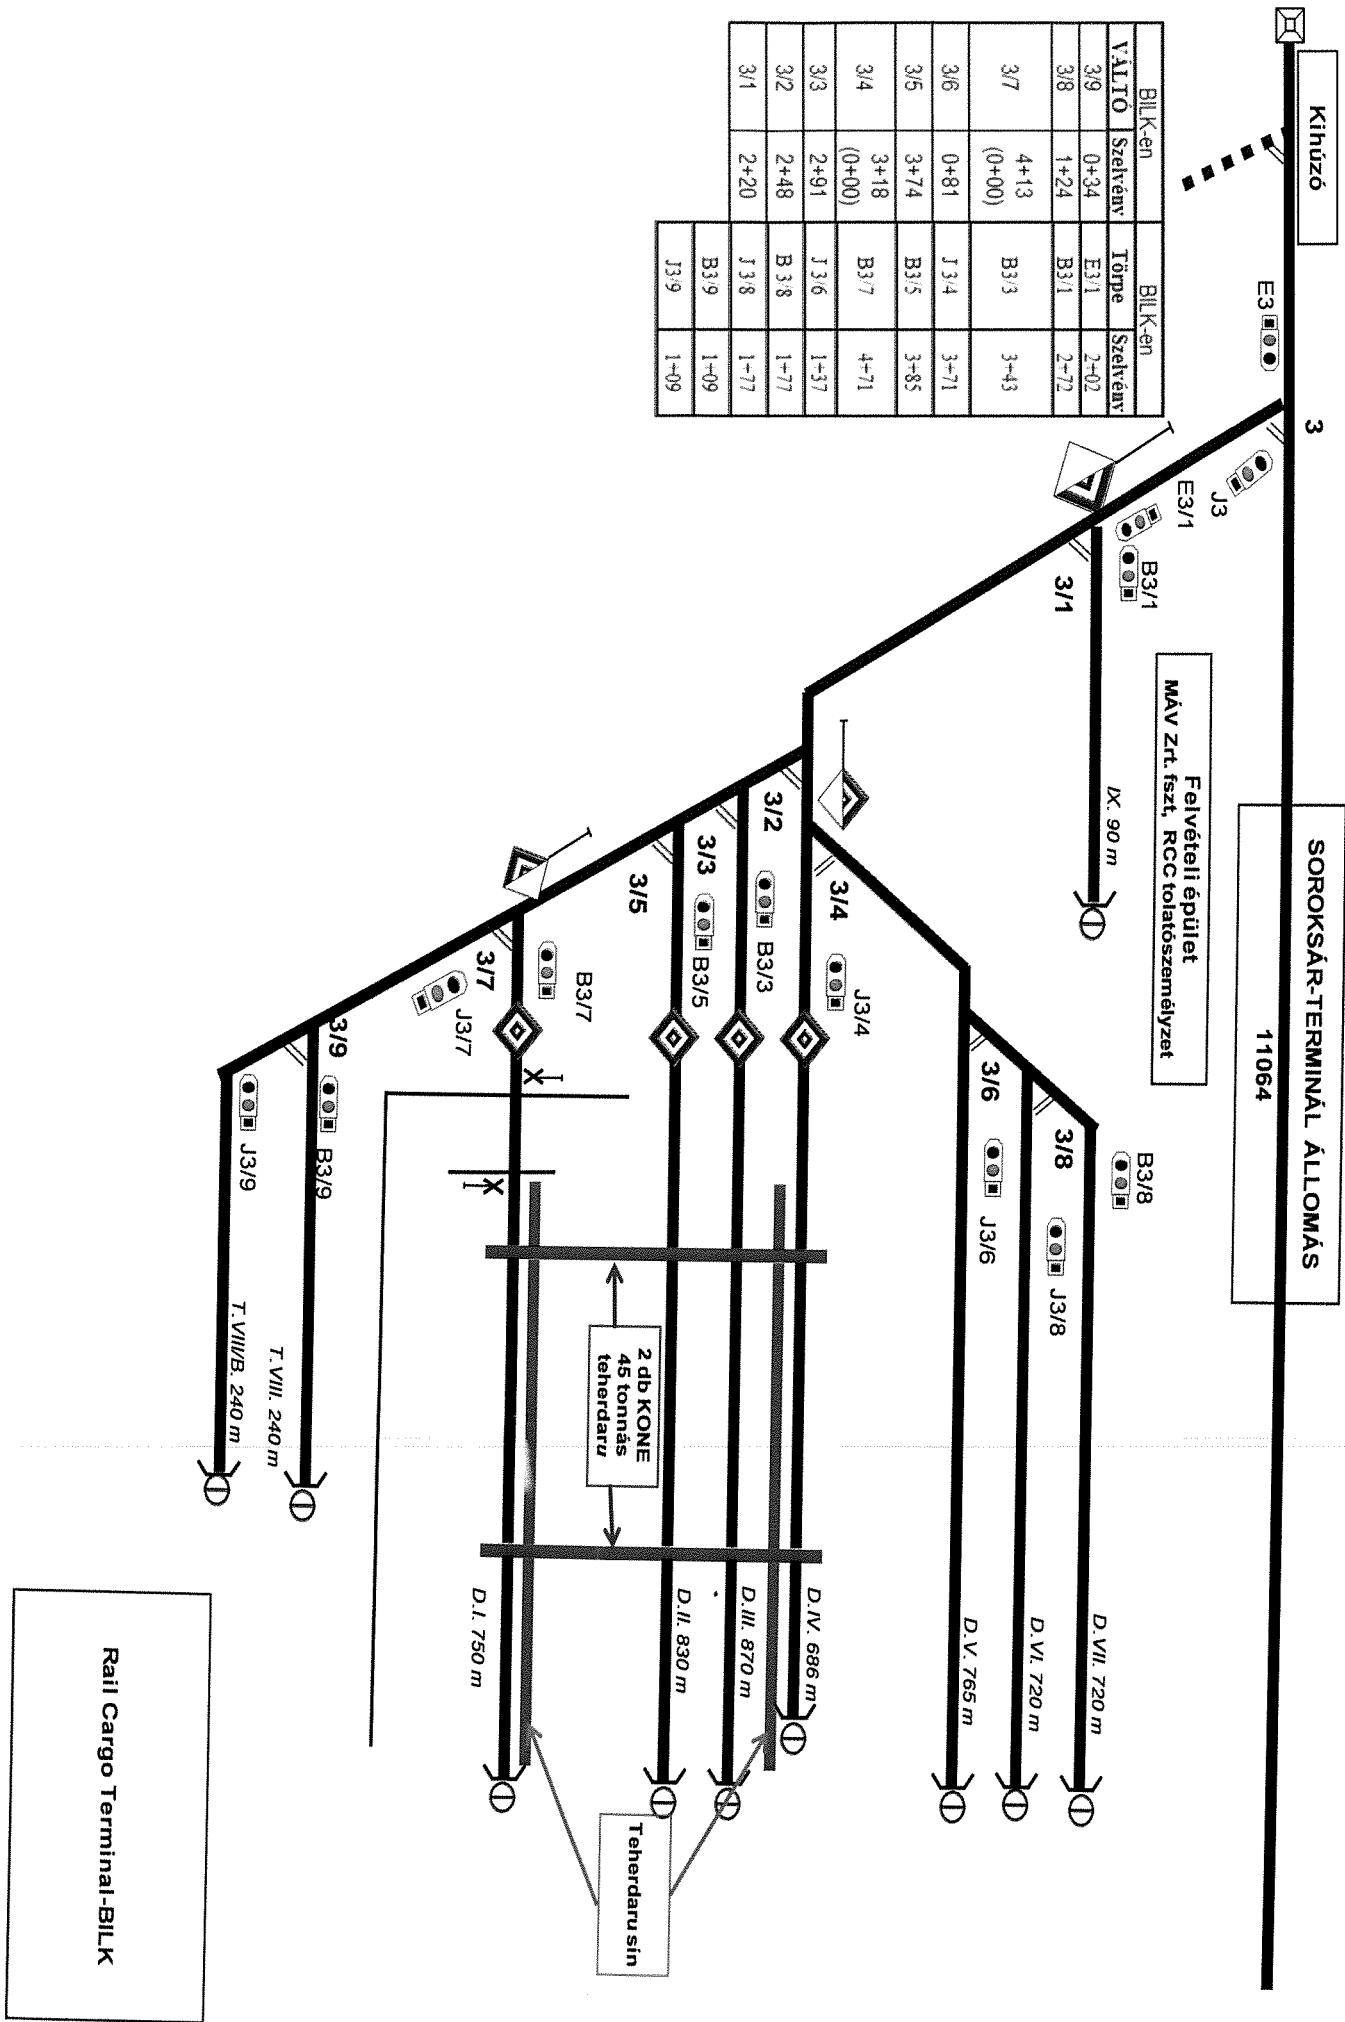 Kihúzó
3
SOROKSÁR-TERMINÁL ÁLLOMÁS
11064
E3
J3
E3/1
B3/1
3/1
IX. 90 m
Felvételi épület
MÁV Zrt. fszt, RCC tolatószemélyzet
BILK-en BILK-en
VÁLTÓ Szelvény Törpe Szelvény
3/9 0+34 E3/1 2+02
3/8 1+24 B3/1 2+72
3/7 4+13 (0+00) B3/3 3+43
3/6 0+81 J 3/4 3+71
3/5 3+74 B3/5 3+85
3/4 3+18 (0+00) B3/7 4+71
3/3 2+91 J 3/6 1+37
3/2 2+48 B 3/8 1+77
3/1 2+20 J 3/8 1+77
B3/9 1+09
J3/9 1+09
B3/8
3/8
J3/8
D.VII. 720 m
3/6
J3/6
D.VI. 720 m
D.V. 765 m
3/4
J3/4
D.IV. 686 m
3/2
B3/3
D.III. 870 m
3/3
B3/5
D.II. 830 m
3/5
2 db KONE
45 tonnás
teherdaru
Teherdarusín
B3/7
3/7
J3/7
D.I. 750 m
3/9
B3/9
T.VIII. 240 m
J3/9
T.VIII/B. 240 m
Rail Cargo Terminal-BILK